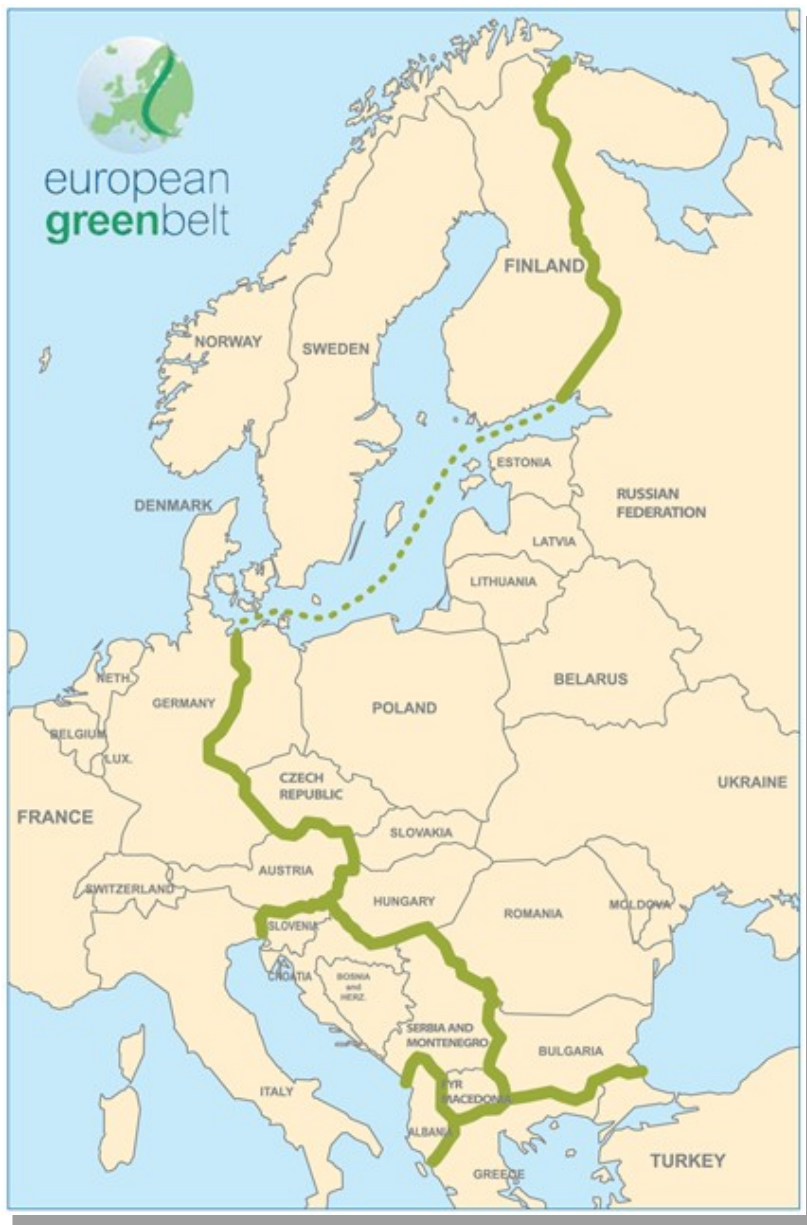 european
greenbelt
FINLAND
NORWAY
SWEDEN
ESTONIA
RUSSIAN
FEDERATION
DENMARK
LATVIA
LITHUANIA
NETH.
BELARUS
GERMANY
POLAND
BELGIUM
LUX.
CZECH
REPUBLIC
UKRAINE
FRANCE
SLOVAKIA
AUSTRIA
SWITZERLAND
HUNGARY
ROMANIA
MOLDOVA
SLOVENIA
CROATIA
BOSNIA
and
HERZ.
SERBIA AND
MONTENEGRO
BULGARIA
ITALY
FYR
MACEDONIA
ALBANIA
TURKEY
GREECE